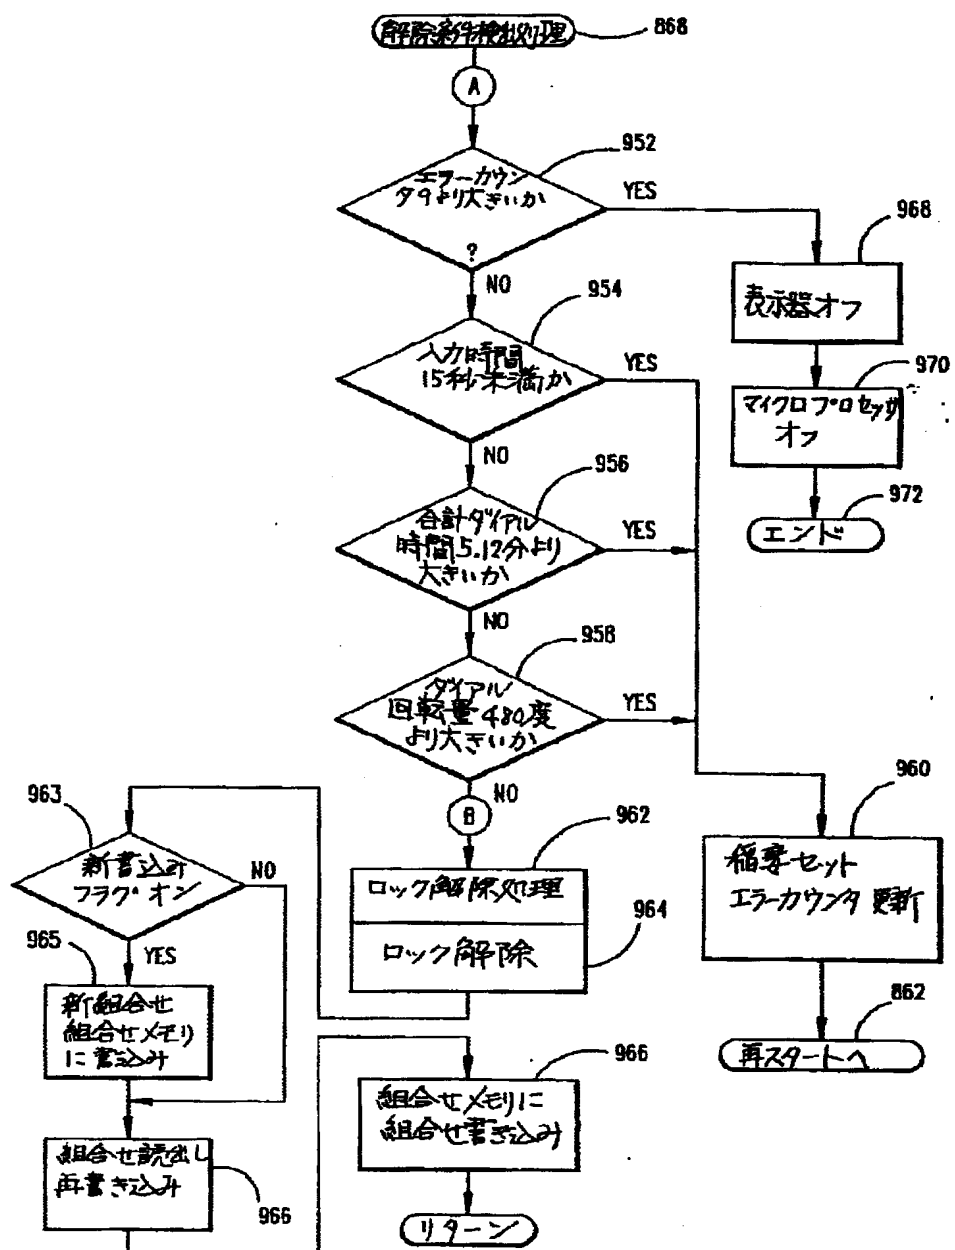 解除条件検出処理
868
A
エラーカウン
タ9より大きいか
?
952
YES
NO
968
表示器オフ
入力時間
15秒未満か
954
YES
NO
970
マイクロプロセッサ
オフ
合計ダイアル
時間5.12分より
大きいか
956
YES
NO
972
エンド
ダイアル
回転量480度
より大きいか
958
YES
NO
B
960
稲妻セット
エラーカウンタ更新
862
再スタートへ
962
ロック解除処理
964
ロック解除
963
新書込み
フラグオン
NO
YES
965
新組合せ
組合せメモリ
に書込み
組合せ読出し
再書き込み
966
966
組合せメモリに
組合せ書き込み
リターン